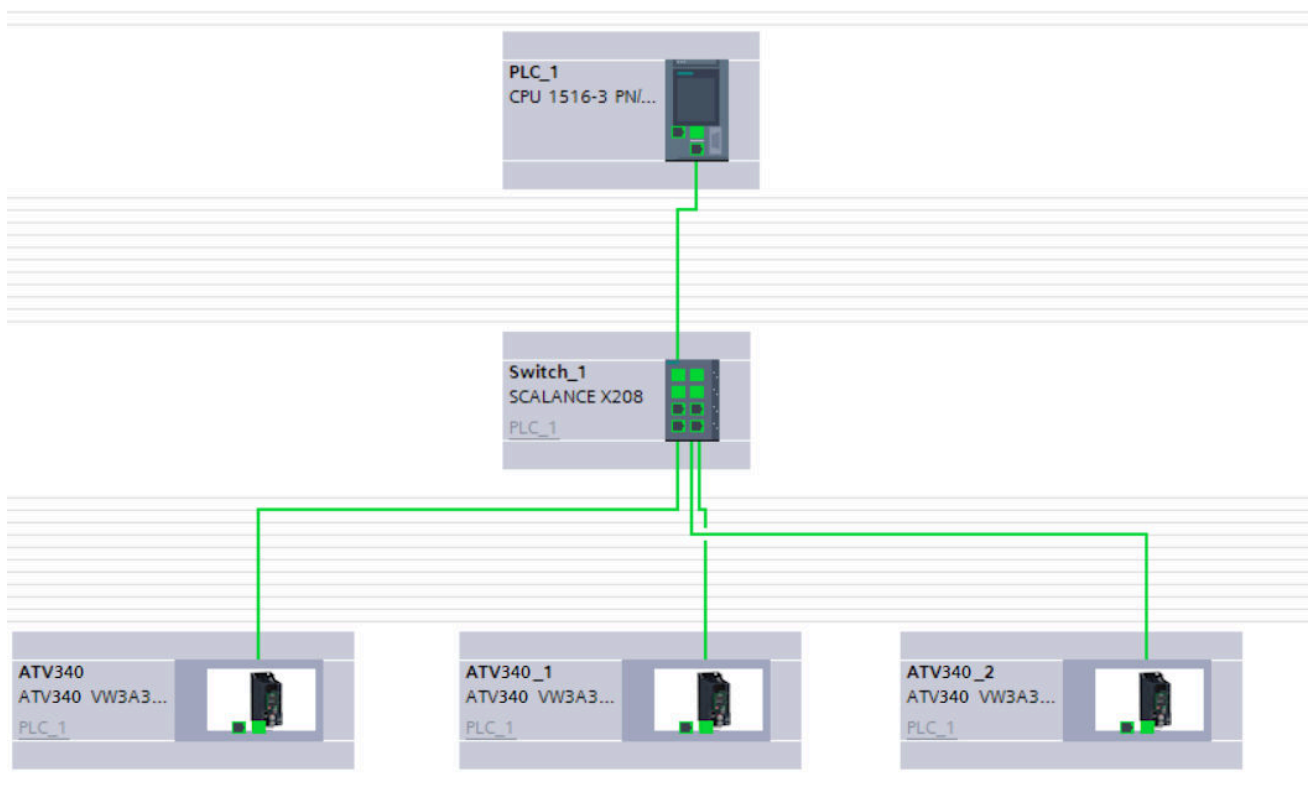 PLC_1
CPU 1516-3 PN/...
Switch_1
SCALANCE X208
PLC_1
ATV340
ATV340 VW3A3...
PLC_1
ATV340_1
ATV340 VW3A3...
PLC_1
ATV340_2
ATV340 VW3A3...
PLC_1